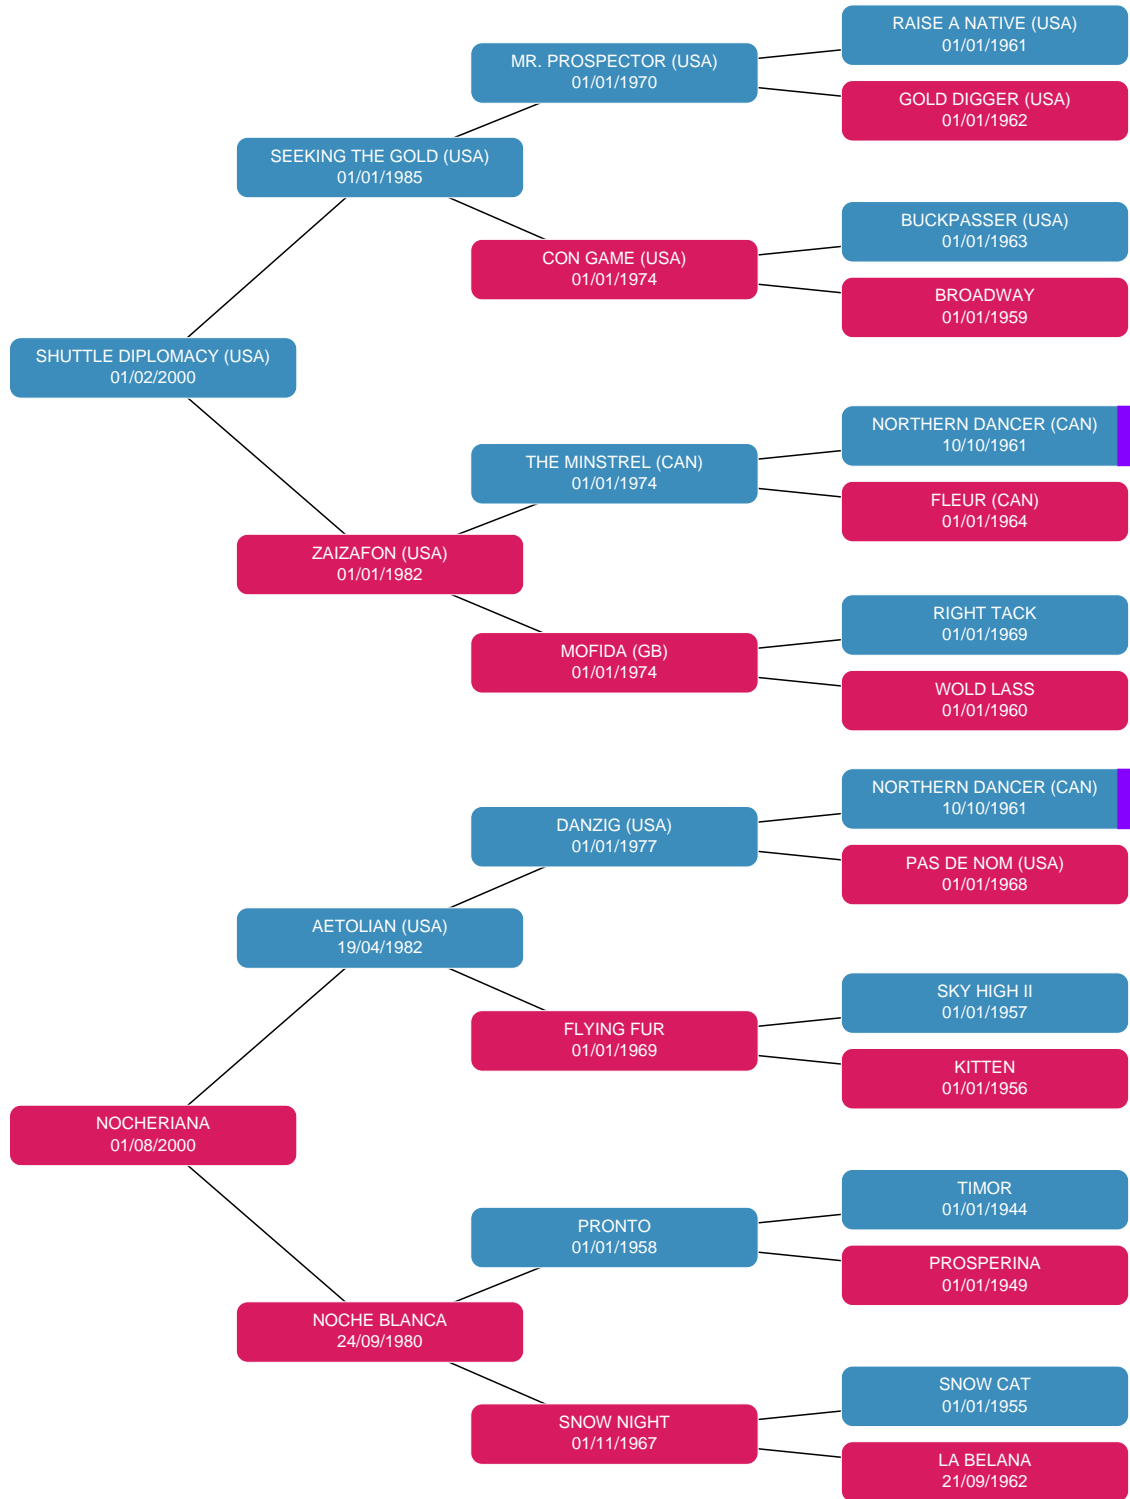 RAISE A NATIVE (USA)
01/01/1961
MR. PROSPECTOR (USA)
01/01/1970
GOLD DIGGER (USA)
01/01/1962
SEEKING THE GOLD (USA)
01/01/1985
BUCKPASSER (USA)
01/01/1963
CON GAME (USA)
01/01/1974
BROADWAY
01/01/1959
SHUTTLE DIPLOMACY (USA)
01/02/2000
NORTHERN DANCER (CAN)
10/10/1961
THE MINSTREL (CAN)
01/01/1974
FLEUR (CAN)
01/01/1964
ZAIZAFON (USA)
01/01/1982
RIGHT TACK
01/01/1969
MOFIDA (GB)
01/01/1974
WOLD LASS
01/01/1960
NORTHERN DANCER (CAN)
10/10/1961
DANZIG (USA)
01/01/1977
PAS DE NOM (USA)
01/01/1968
AETOLIAN (USA)
19/04/1982
SKY HIGH II
01/01/1957
FLYING FUR
01/01/1969
KITTEN
01/01/1956
NOCHERIANA
01/08/2000
TIMOR
01/01/1944
PRONTO
01/01/1958
PROSPERINA
01/01/1949
NOCHE BLANCA
24/09/1980
SNOW CAT
01/01/1955
SNOW NIGHT
01/11/1967
LA BELANA
21/09/1962